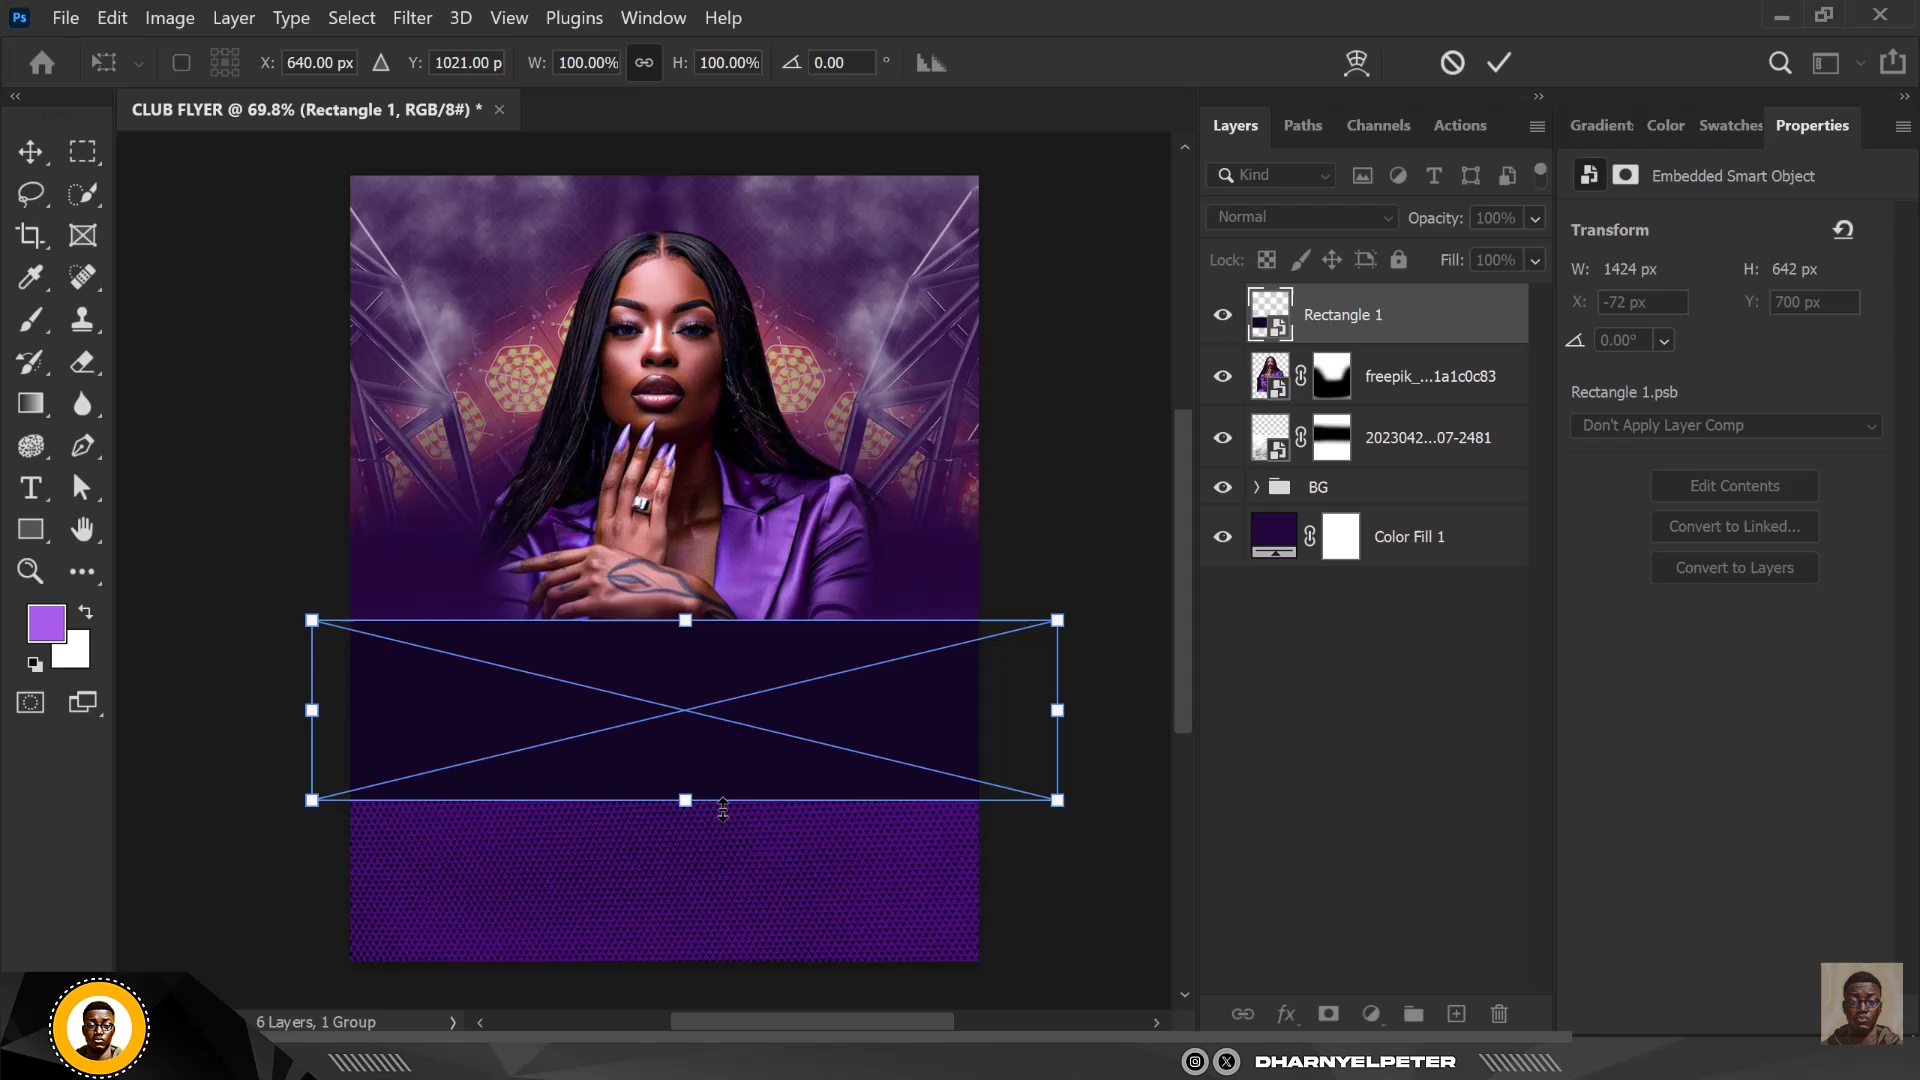 Ps File Edit Image Layer Type Select Filter 3D View Plugins Window Help
X: 640.00 px Y: 1021.00 p W: 100.00% H: 100.00% 0.00 °
CLUB FLYER @ 69.8% (Rectangle 1, RGB/8#) *
Layers Paths Channels Actions
Kind
Normal Opacity: 100%
Lock: Fill: 100%
Rectangle 1
freepik_...1a1c0c83
2023042...07-2481
BG
Color Fill 1
Gradient: Color Swatches Properties
Embedded Smart Object
Transform
W: 1424 px H: 642 px
X: -72 px Y: 700 px
0.00°
Rectangle 1.psb
Don't Apply Layer Comp
Edit Contents
Convert to Linked...
Convert to Layers
6 Layers, 1 Group
DHARNYELPETER